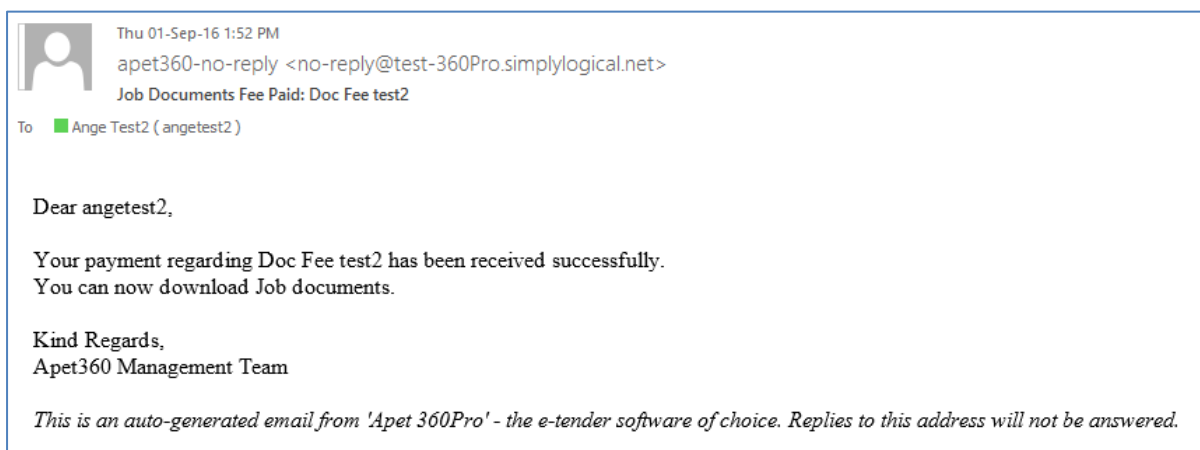 Thu 01-Sep-16 1:52 PM
apet360-no-reply <no-reply@test-360Pro.simplylogical.net>
Job Documents Fee Paid: Doc Fee test2
To Ange Test2 ( angetest2 )
Dear angetest2,
Your payment regarding Doc Fee test2 has been received successfully.
You can now download Job documents.
Kind Regards,
Apet360 Management Team
This is an auto-generated email from 'Apet 360Pro' - the e-tender software of choice. Replies to this address will not be answered.